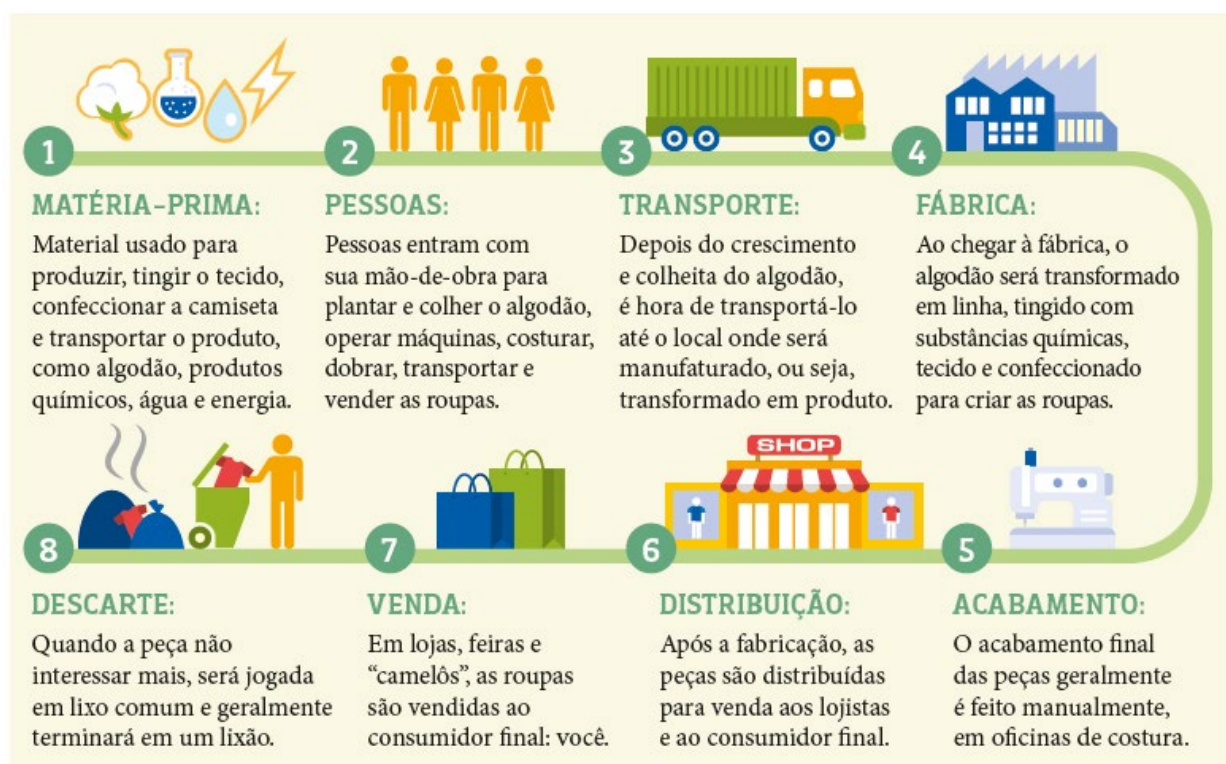 1
MATÉRIA-PRIMA:
Material usado para
produzir, tingir o tecido,
confeccionar a camiseta
e transportar o produto,
como algodão, produtos
químicos, água e energia.
2
PESSOAS:
Pessoas entram com
sua mão-de-obra para
plantar e colher o algodão,
operar máquinas, costurar,
dobrar, transportar e
vender as roupas.
3
TRANSPORTE:
Depois do crescimento
e colheita do algodão,
é hora de transportá-lo
até o local onde será
manufaturado, ou seja,
transformado em produto.
4
FÁBRICA:
Ao chegar à fábrica, o
algodão será transformado
em linha, tingido com
substâncias químicas,
tecido e confeccionado
para criar as roupas.
5
ACABAMENTO:
O acabamento final
das peças geralmente
é feito manualmente,
em oficinas de costura.
SHOP
6
DISTRIBUIÇÃO:
Após a fabricação, as
peças são distribuídas
para venda aos lojistas
e ao consumidor final.
7
VENDA:
Em lojas, feiras e
“camelôs”, as roupas
são vendidas ao
consumidor final: você.
8
DESCARTE:
Quando a peça não
interessar mais, será jogada
em lixo comum e geralmente
terminará em um lixão.